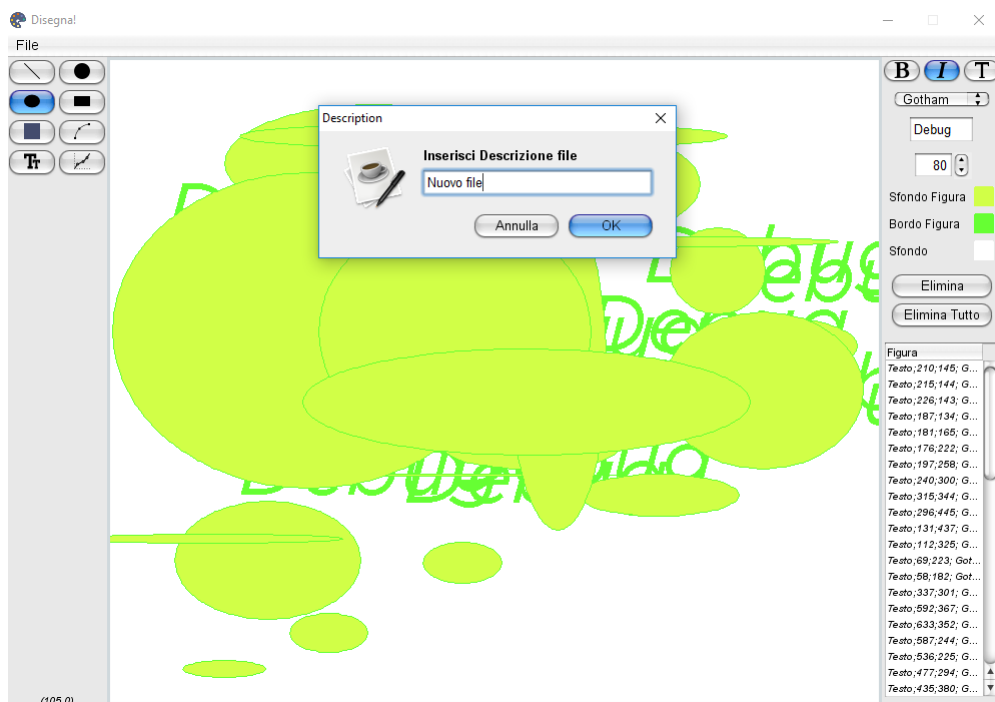 Disegna!
File
Description
Inserisci Descrizione file
Nuovo file
Annulla
OK
B
I
T
Gotham
Debug
80
Sfondo Figura
Bordo Figura
Sfondo
Elimina
Elimina Tutto
Figura
Testo;210;145; G...
Testo;215;144; G...
Testo;226;143; G...
Testo;187;134; G...
Testo;181;165; G...
Testo;176;222; G...
Testo;197;258; G...
Testo;240;300; G...
Testo;315;344; G...
Testo;296;445; G...
Testo;131;437; G...
Testo;112;325; G...
Testo;69;223; Got...
Testo;58;182; Got...
Testo;337;301; G...
Testo;592;367; G...
Testo;633;352; G...
Testo;587;244; G...
Testo;536;225; G...
Testo;477;294; G...
Testo;435;380; G...
TT
Debug
(105,0)